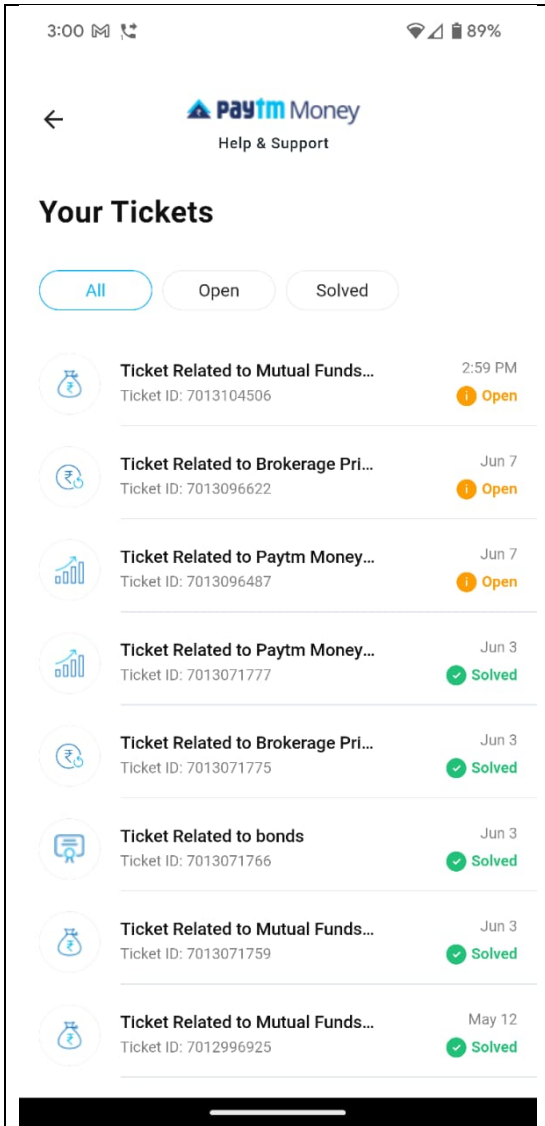 3:00 89%
Paytm Money
Help & Support
Your Tickets
All Open Solved
Ticket Related to Mutual Funds... 2:59 PM
Ticket ID: 7013104506 Open
Ticket Related to Brokerage Pri... Jun 7
Ticket ID: 7013096622 Open
Ticket Related to Paytm Money... Jun 7
Ticket ID: 7013096487 Open
Ticket Related to Paytm Money... Jun 3
Ticket ID: 7013071777 Solved
Ticket Related to Brokerage Pri... Jun 3
Ticket ID: 7013071775 Solved
Ticket Related to bonds Jun 3
Ticket ID: 7013071766 Solved
Ticket Related to Mutual Funds... Jun 3
Ticket ID: 7013071759 Solved
Ticket Related to Mutual Funds... May 12
Ticket ID: 7012996925 Solved